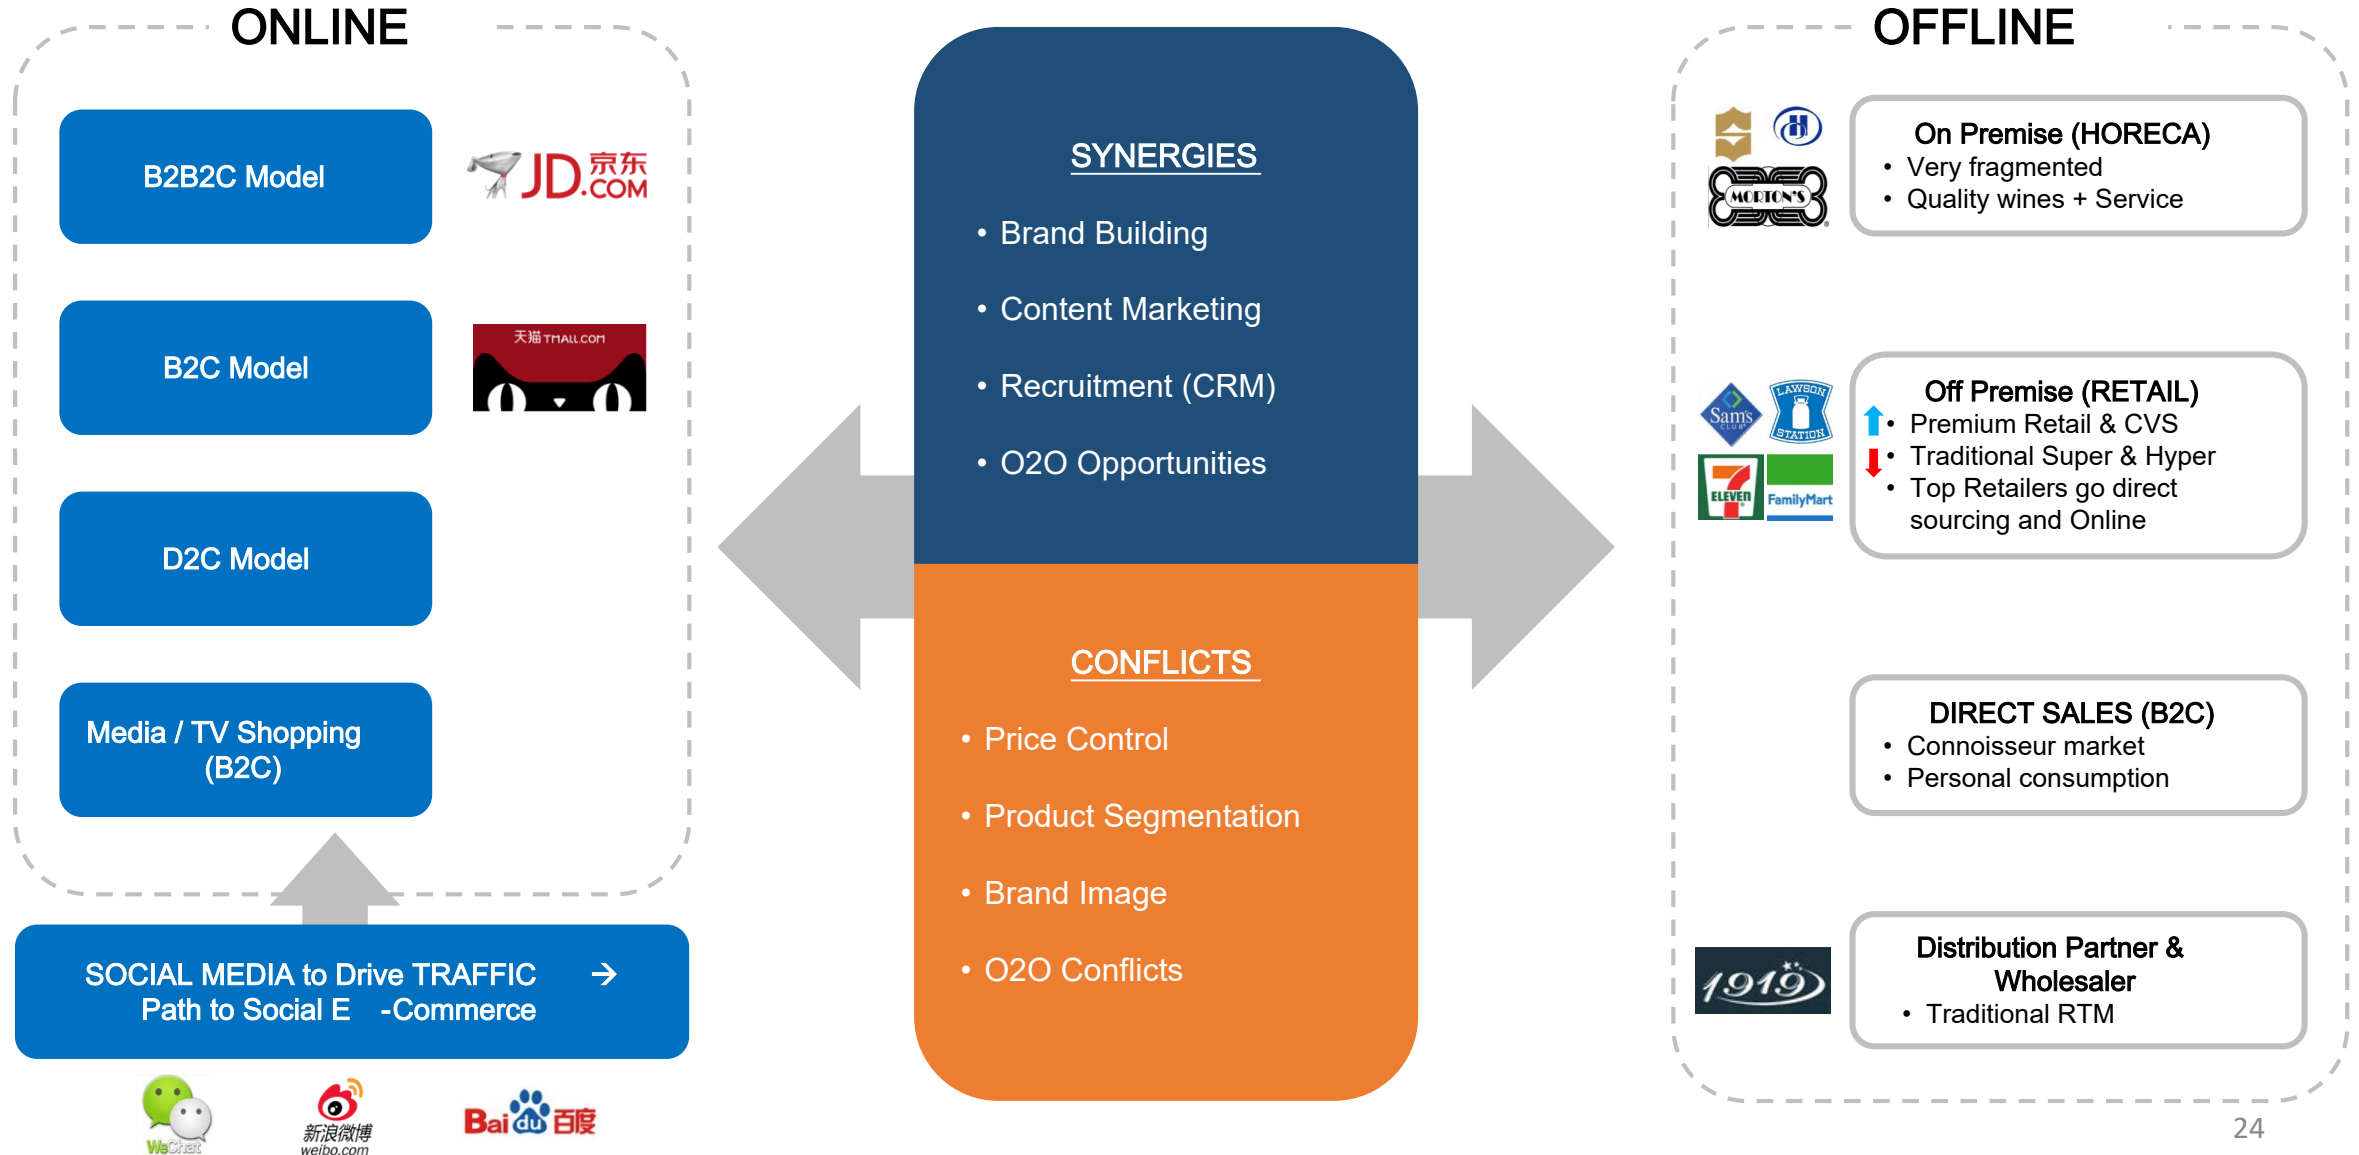 ONLINE
B2B2C Model
JD.京东
.COM
B2C Model
天猫 TMALL.COM
D2C Model
Media / TV Shopping
(B2C)
SOCIAL MEDIA to Drive TRAFFIC →
Path to Social E -Commerce
WeChat
新浪微博
weibo.com
Bai du 百度
SYNERGIES
• Brand Building
• Content Marketing
• Recruitment (CRM)
• O2O Opportunities
CONFLICTS
• Price Control
• Product Segmentation
• Brand Image
• O2O Conflicts
OFFLINE
H
MORTON'S
On Premise (HORECA)
• Very fragmented
• Quality wines + Service
Sam's
CLUB
LAWSON
STATION
7
ELEVEN
FamilyMart
Off Premise (RETAIL)
• Premium Retail & CVS
• Traditional Super & Hyper
• Top Retailers go direct
sourcing and Online
DIRECT SALES (B2C)
• Connoisseur market
• Personal consumption
1919
Distribution Partner &
Wholesaler
• Traditional RTM
24